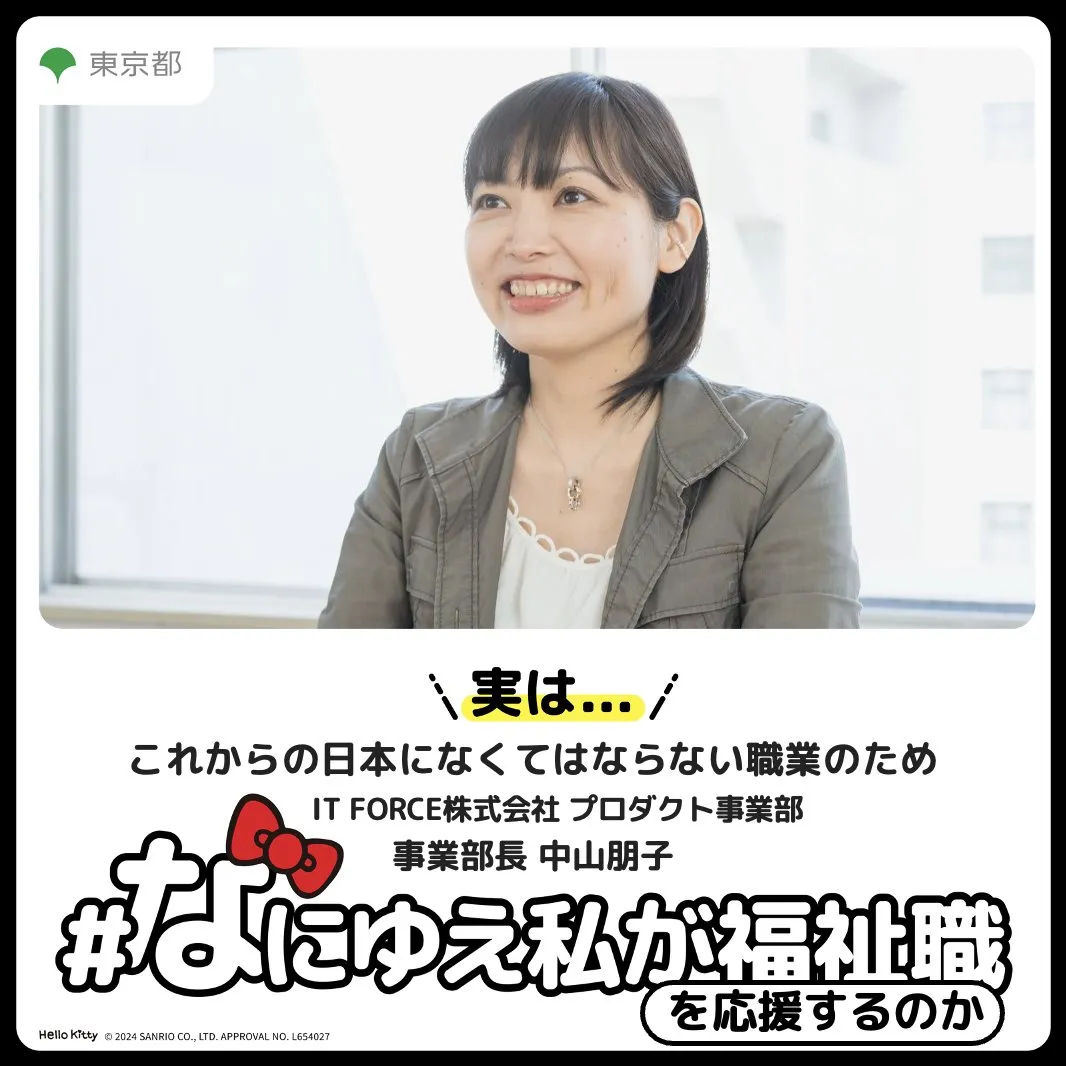 東京都
実は...
これからの日本になくてはならない職業のため
IT FORCE株式会社 プロダクト事業部
事業部長 中山朋子
#なにゆえ私が福祉職
を応援するのか
Hello Kitty © 2024 SANRIO CO., LTD. APPROVAL NO. L654027